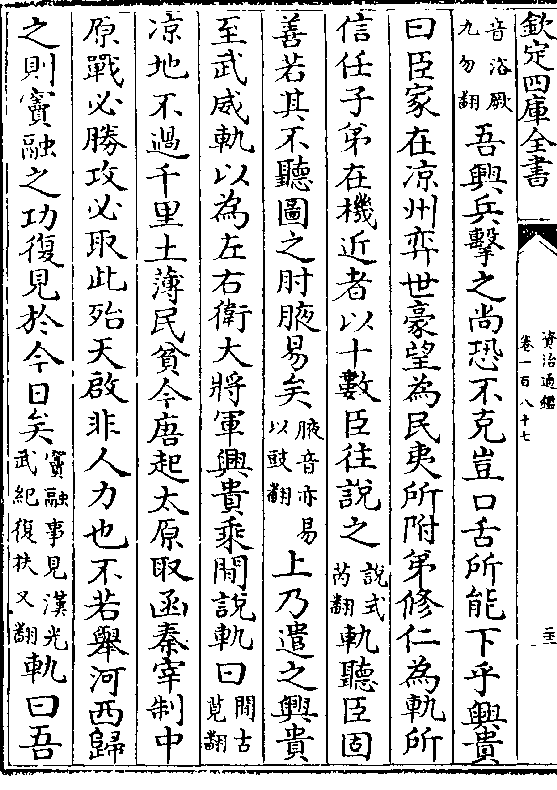 欽定四庫全書
資治通鑑
卷一百八十七
音洛厥
九勿翻
吾興兵擊之尚恐不克豈口舌所能下乎興貴
曰臣家在凉州弈世豪望為民夷所附弟修仁為軌所
信任子弟在機近者以十數臣往說之
說式
芮翻
軌聽臣固
善若其不聽圖之肘腋易矣
腋音亦易
以豉翻
上乃遣之興貴
至武威軌以為左右衛大將軍興貴乘間說軌曰
間古
莧翻
凉地不過千里土薄民貧今唐起太原取函秦宰制中
原戰必勝攻必取此殆天啟非人力也不若舉河西歸
之則竇融之功復見於今日矣
竇融事見漢光
武紀復扶又翻
軌曰吾